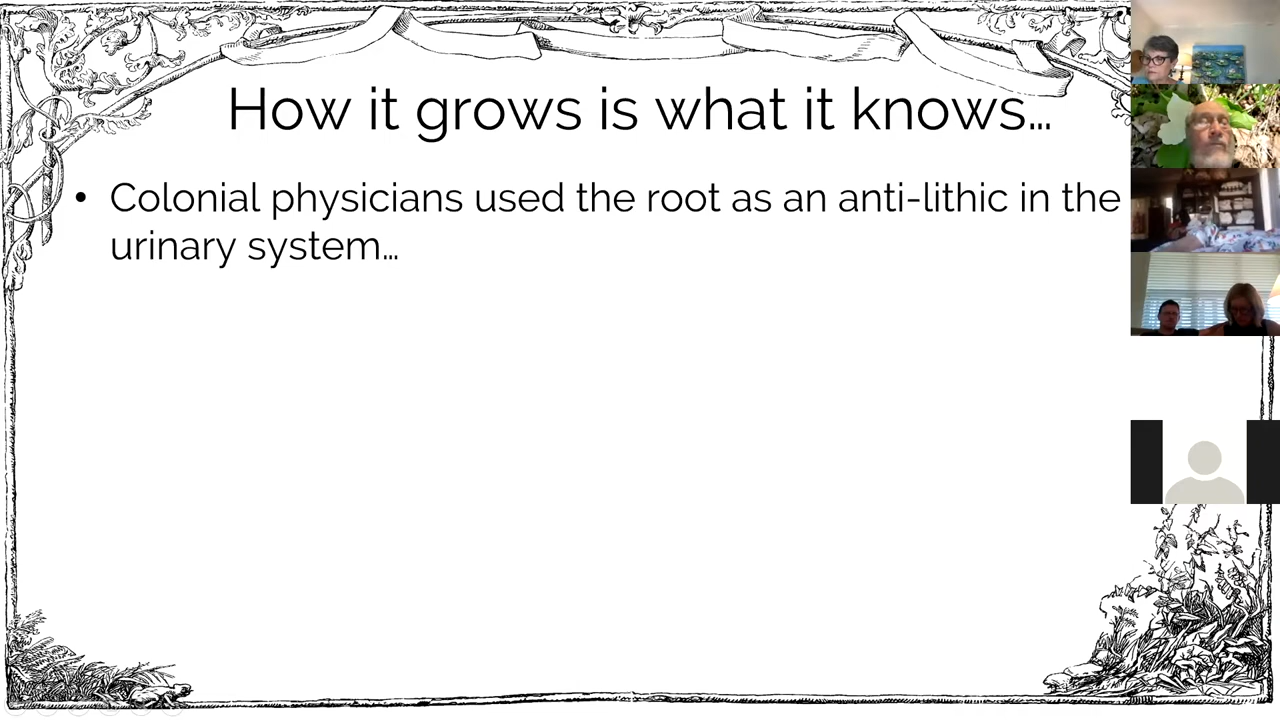 How it grows is what it knows…
• Colonial physicians used the root as an anti-lithic in the
urinary system…